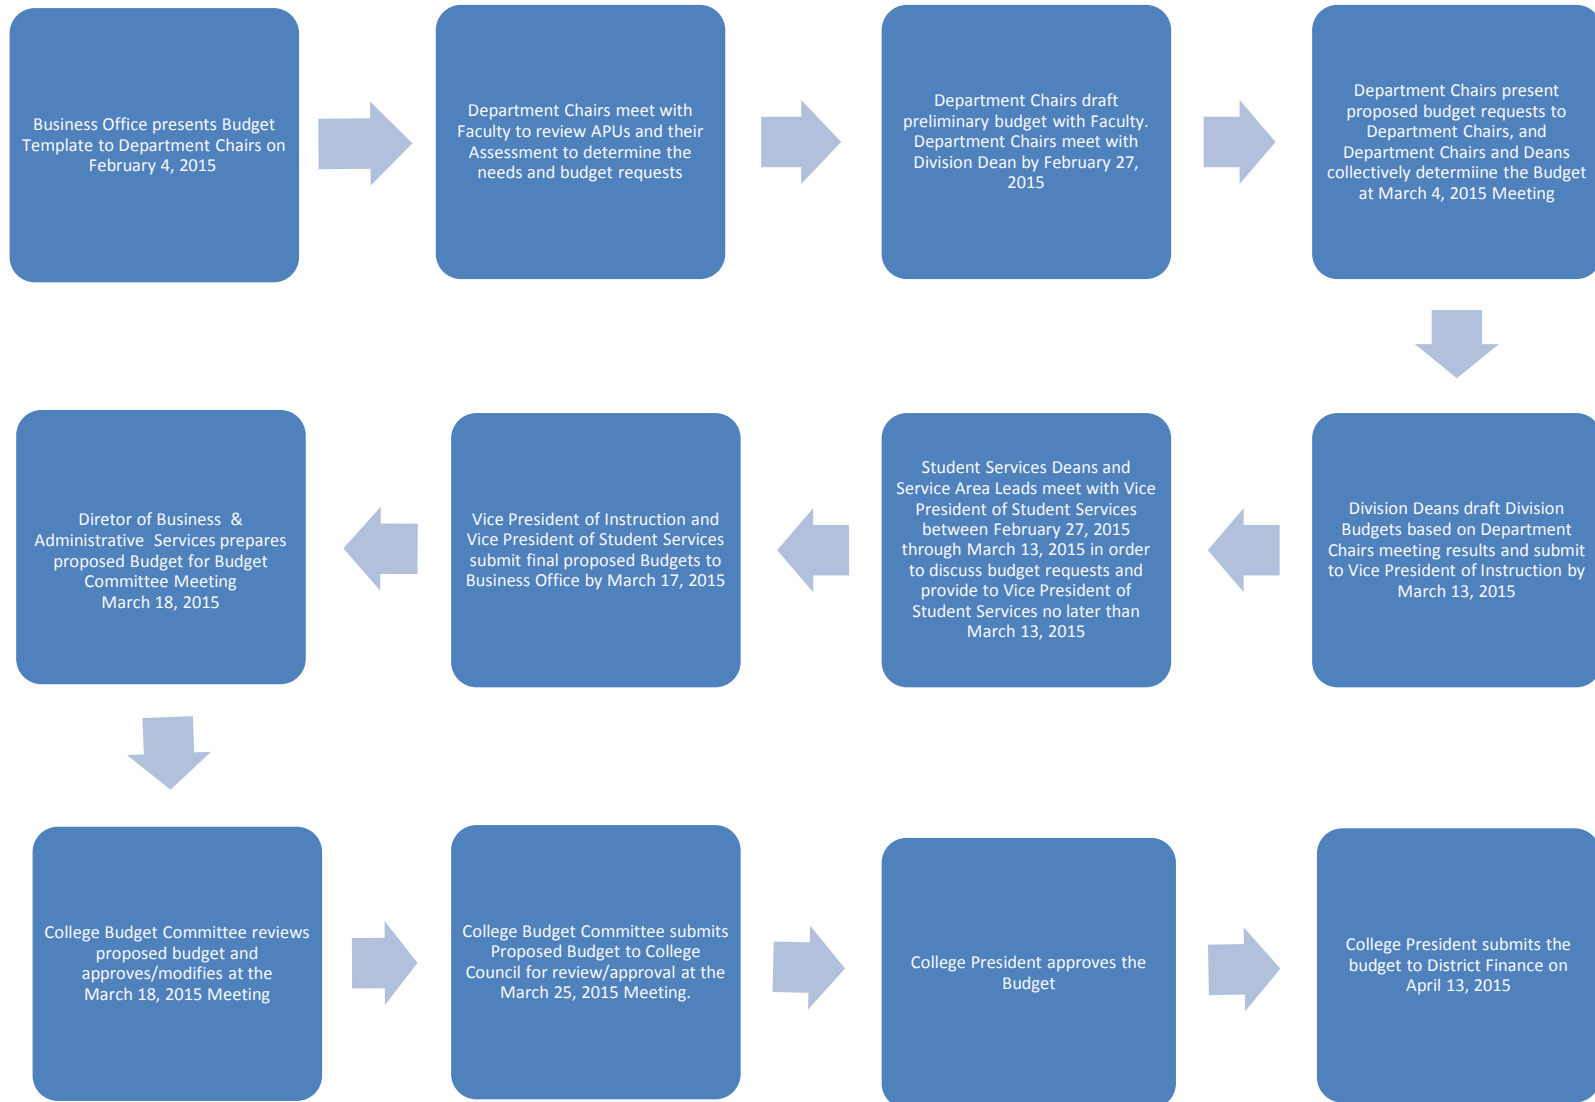 Business Office presents Budget
Template to Department Chairs on
February 4, 2015
Department Chairs meet with
Faculty to review APUs and their
Assessment to determine the
needs and budget requests
Department Chairs draft
preliminary budget with Faculty.
Department Chairs meet with
Division Dean by February 27,
2015
Department Chairs present
proposed budget requests to
Department Chairs, and
Department Chairs and Deans
collectively determiine the Budget
at March 4, 2015 Meeting
Division Deans draft Division
Budgets based on Department
Chairs meeting results and submit
to Vice President of Instruction by
March 13, 2015
Student Services Deans and
Service Area Leads meet with Vice
President of Student Services
between February 27, 2015
through March 13, 2015 in order
to discuss budget requests and
provide to Vice President of
Student Services no later than
March 13, 2015
Vice President of Instruction and
Vice President of Student Services
submit final proposed Budgets to
Business Office by March 17, 2015
Diretor of Business & 
Administrative Services prepares
proposed Budget for Budget
Committee Meeting
March 18, 2015
College Budget Committee reviews
proposed budget and
approves/modifies at the
March 18, 2015 Meeting
College Budget Committee submits
Proposed Budget to College
Council for review/approval at the
March 25, 2015 Meeting.
College President approves the
Budget
College President submits the
budget to District Finance on
April 13, 2015